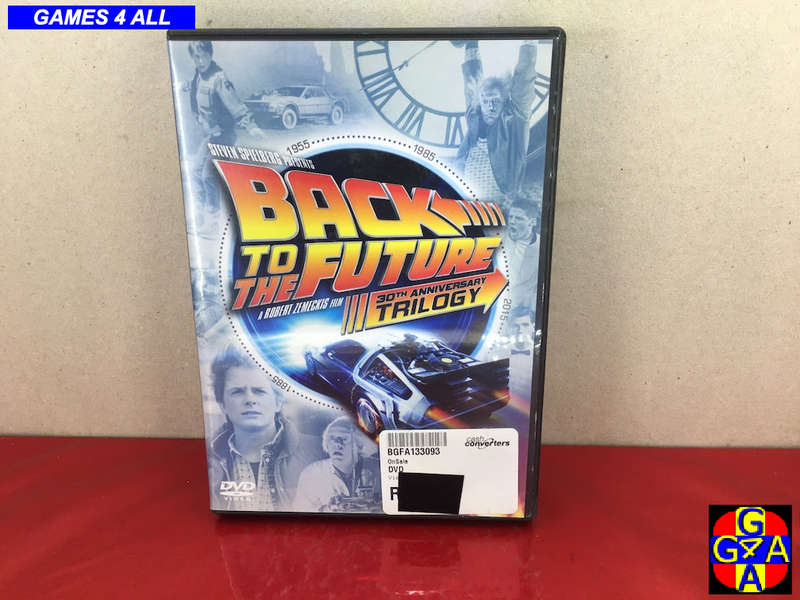 GAMES 4 ALL
STEVEN SPIELBERG PRESENTS
1955
1985
BACK
TO THE FUTURE
30TH ANNIVERSARY
TRILOGY
A ROBERT ZEMECKIS FILM
2015
1885
cash converters
BGFA133093
OnSale
DVD
R
DVD
VIDEO
G
G4A
A